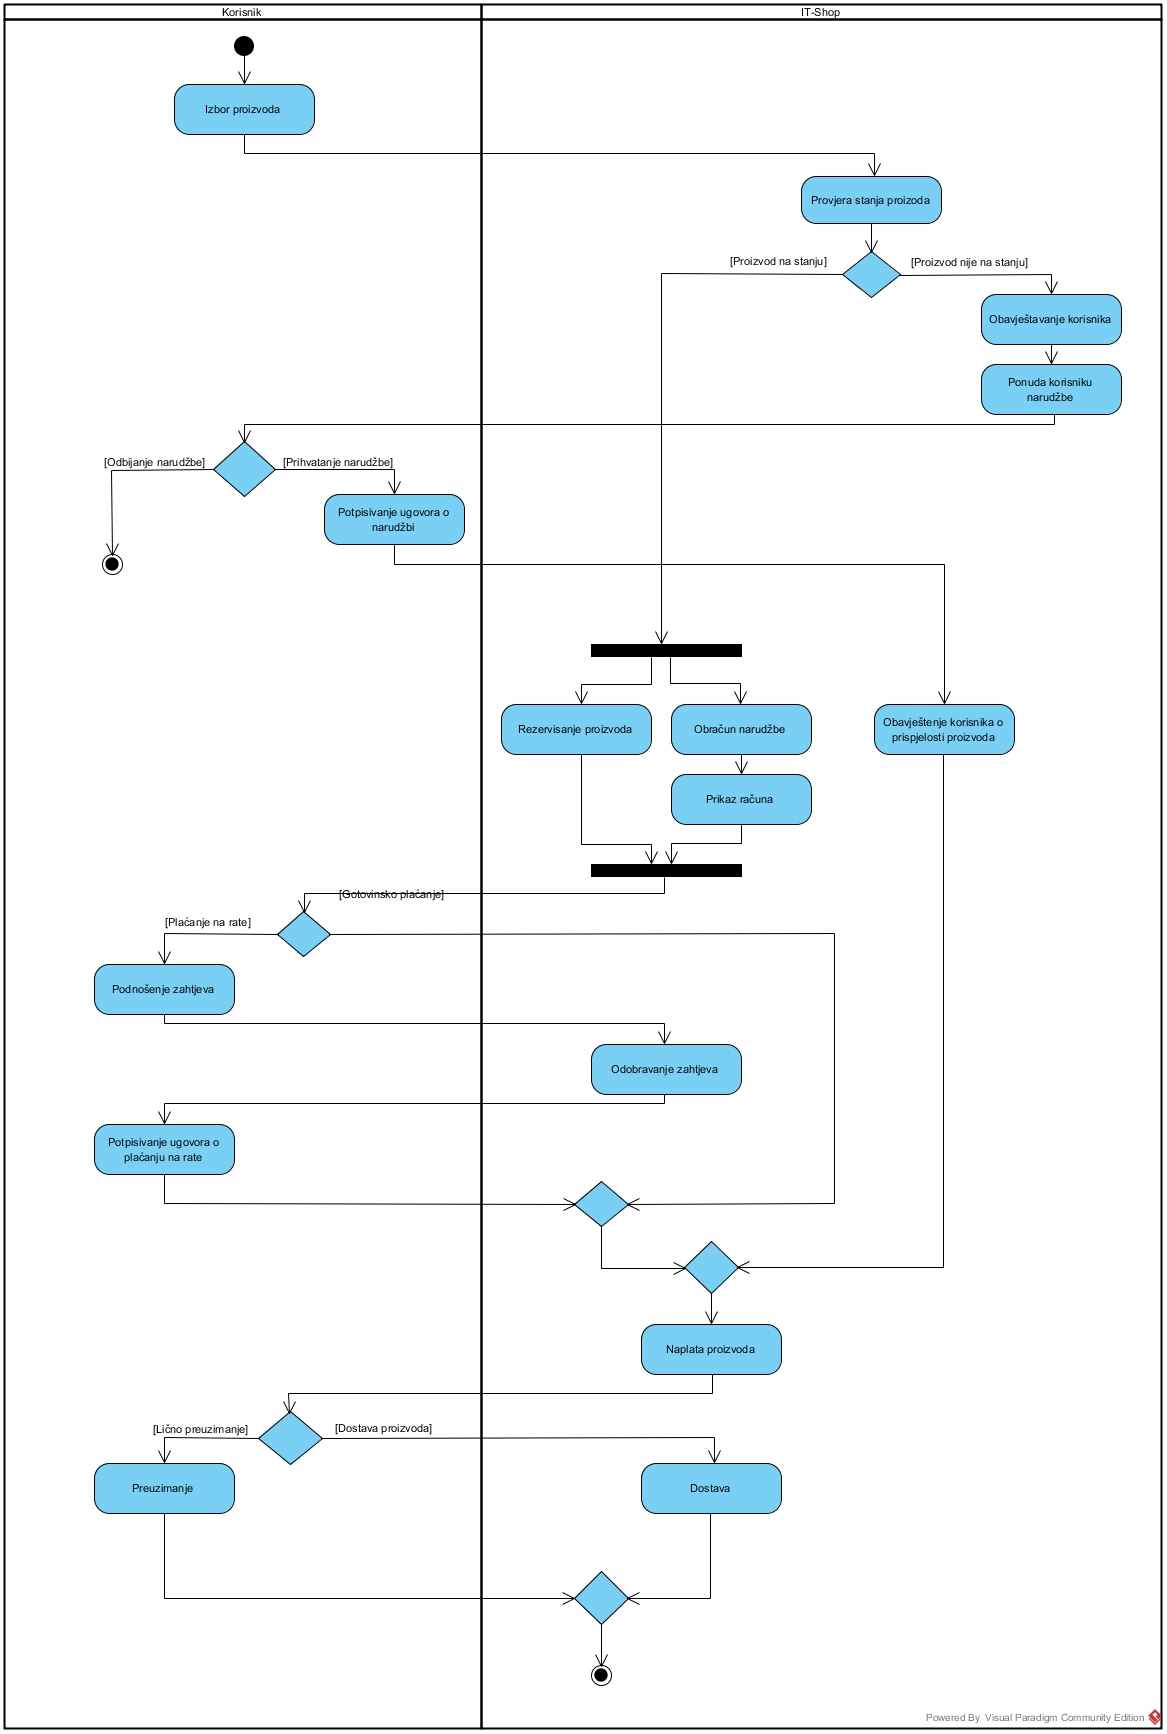 Korisnik
IT-Shop
Izbor proizvoda
Provjera stanja proizoda
[Proizvod na stanju]
[Proizvod nije na stanju]
Obavještavanje korisnika
Ponuda korisniku
narudžbe
[Odbijanje narudžbe]
[Prihvatanje narudžbe]
Potpisivanje ugovora o
narudžbi
Rezervisanje proizvoda
Obračun narudžbe
Obavještenje korisnika o
prispjelosti proizvoda
Prikaz računa
[Gotovinsko plaćanje]
[Plaćanje na rate]
Podnošenje zahtjeva
Odobravanje zahtjeva
Potpisivanje ugovora o
plaćanju na rate
Naplata proizvoda
[Lično preuzimanje]
[Dostava proizvoda]
Preuzimanje
Dostava
Powered By Visual Paradigm Community Edition